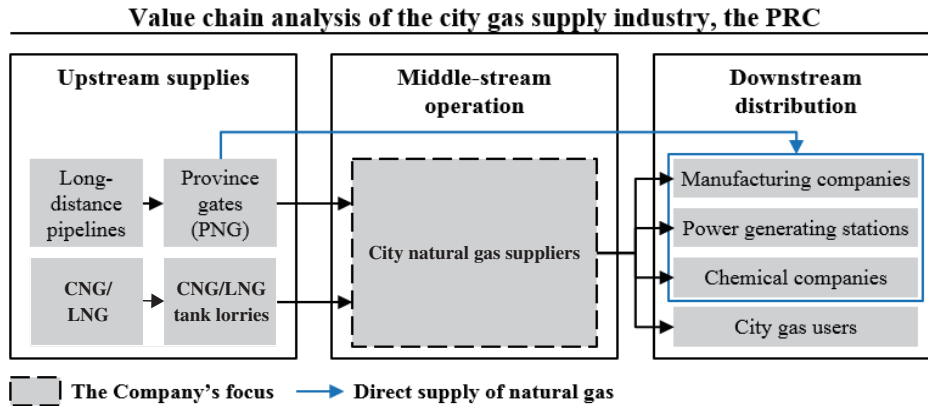 Value chain analysis of the city gas supply industry, the PRC
Upstream supplies
Long-
distance
pipelines
Province
gates
(PNG)
CNG/
LNG
CNG/LNG
tank lorries
Middle-stream
operation
City natural gas suppliers
Downstream
distribution
Manufacturing companies
Power generating stations
Chemical companies
City gas users
The Company's focus
Direct supply of natural gas